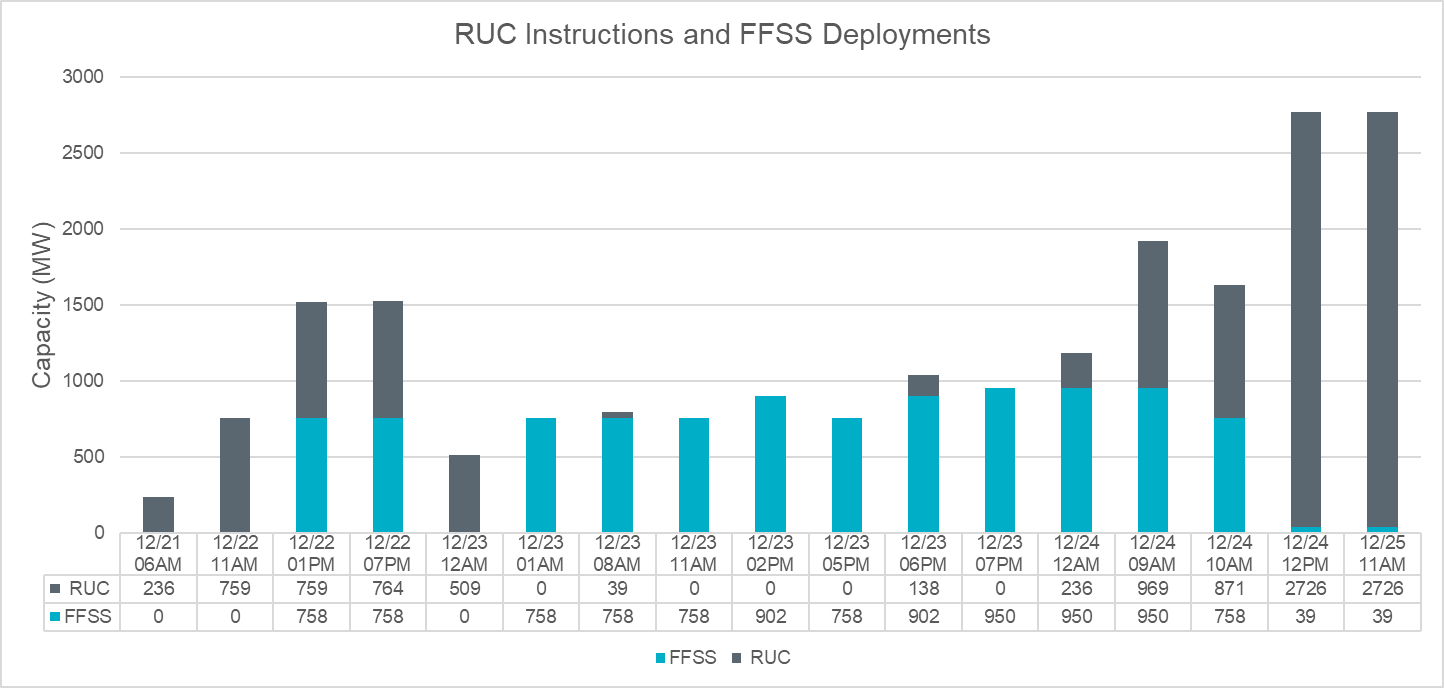 RUC Instructions and FFSS Deployments
Capacity (MW)
3000
2500
2000
1500
1000
500
0
12/21 12/22 12/22 12/22 12/23 12/23 12/23 12/23 12/23 12/23 12/23 12/23 12/24 12/24 12/24 12/24 12/25
06AM 11AM 01PM 07PM 12AM 01AM 08AM 11AM 02PM 05PM 06PM 07PM 12AM 09AM 10AM 12PM 11AM
RUC 236 759 759 764 509 0 39 0 0 0 138 0 236 969 871 2726 2726
FFSS 0 0 758 758 0 758 758 758 902 758 902 950 950 950 758 39 39
FFSS RUC